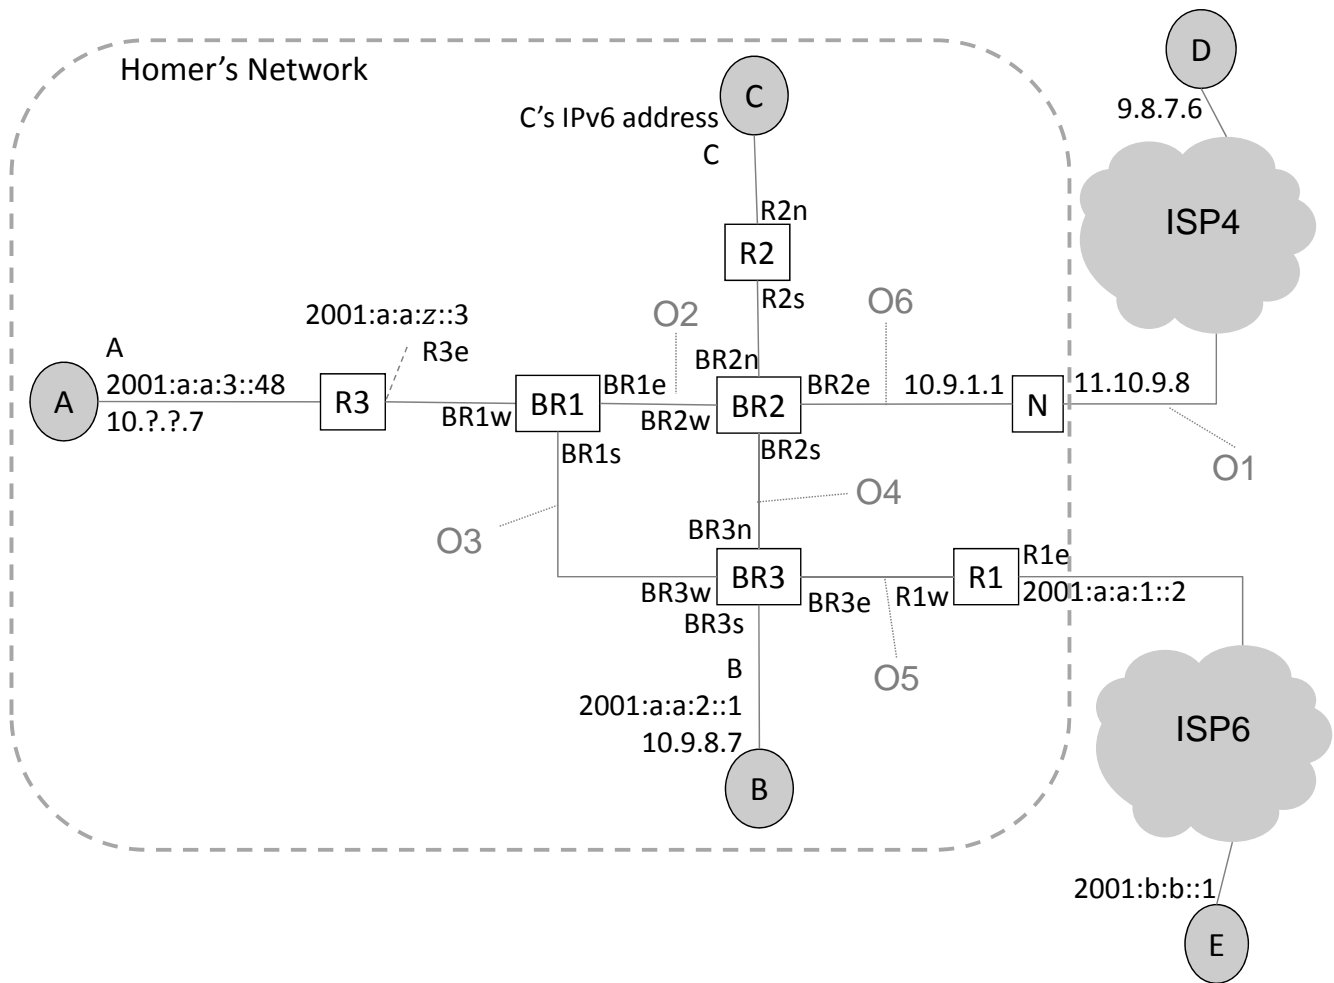 D
Homer's Network
C
9.8.7.6
C's IPv6 address
C
R2n
ISP4
R2
R2s
O6
2001:a:a:z::3
O2
A
R3e
BR2n
2001:a:a:3::48
BR1e
BR2e
10.9.1.1
11.10.9.8
A
R3
BR1
BR2
N
10.?.?.7
BR1w
BR2w
BR1s
BR2s
O1
O4
BR3n
O3
R1e
BR3
R1
BR3w
BR3e
R1w
2001:a:a:1::2
BR3s
B
O5
2001:a:a:2::1
ISP6
10.9.8.7
B
2001:b:b::1
E